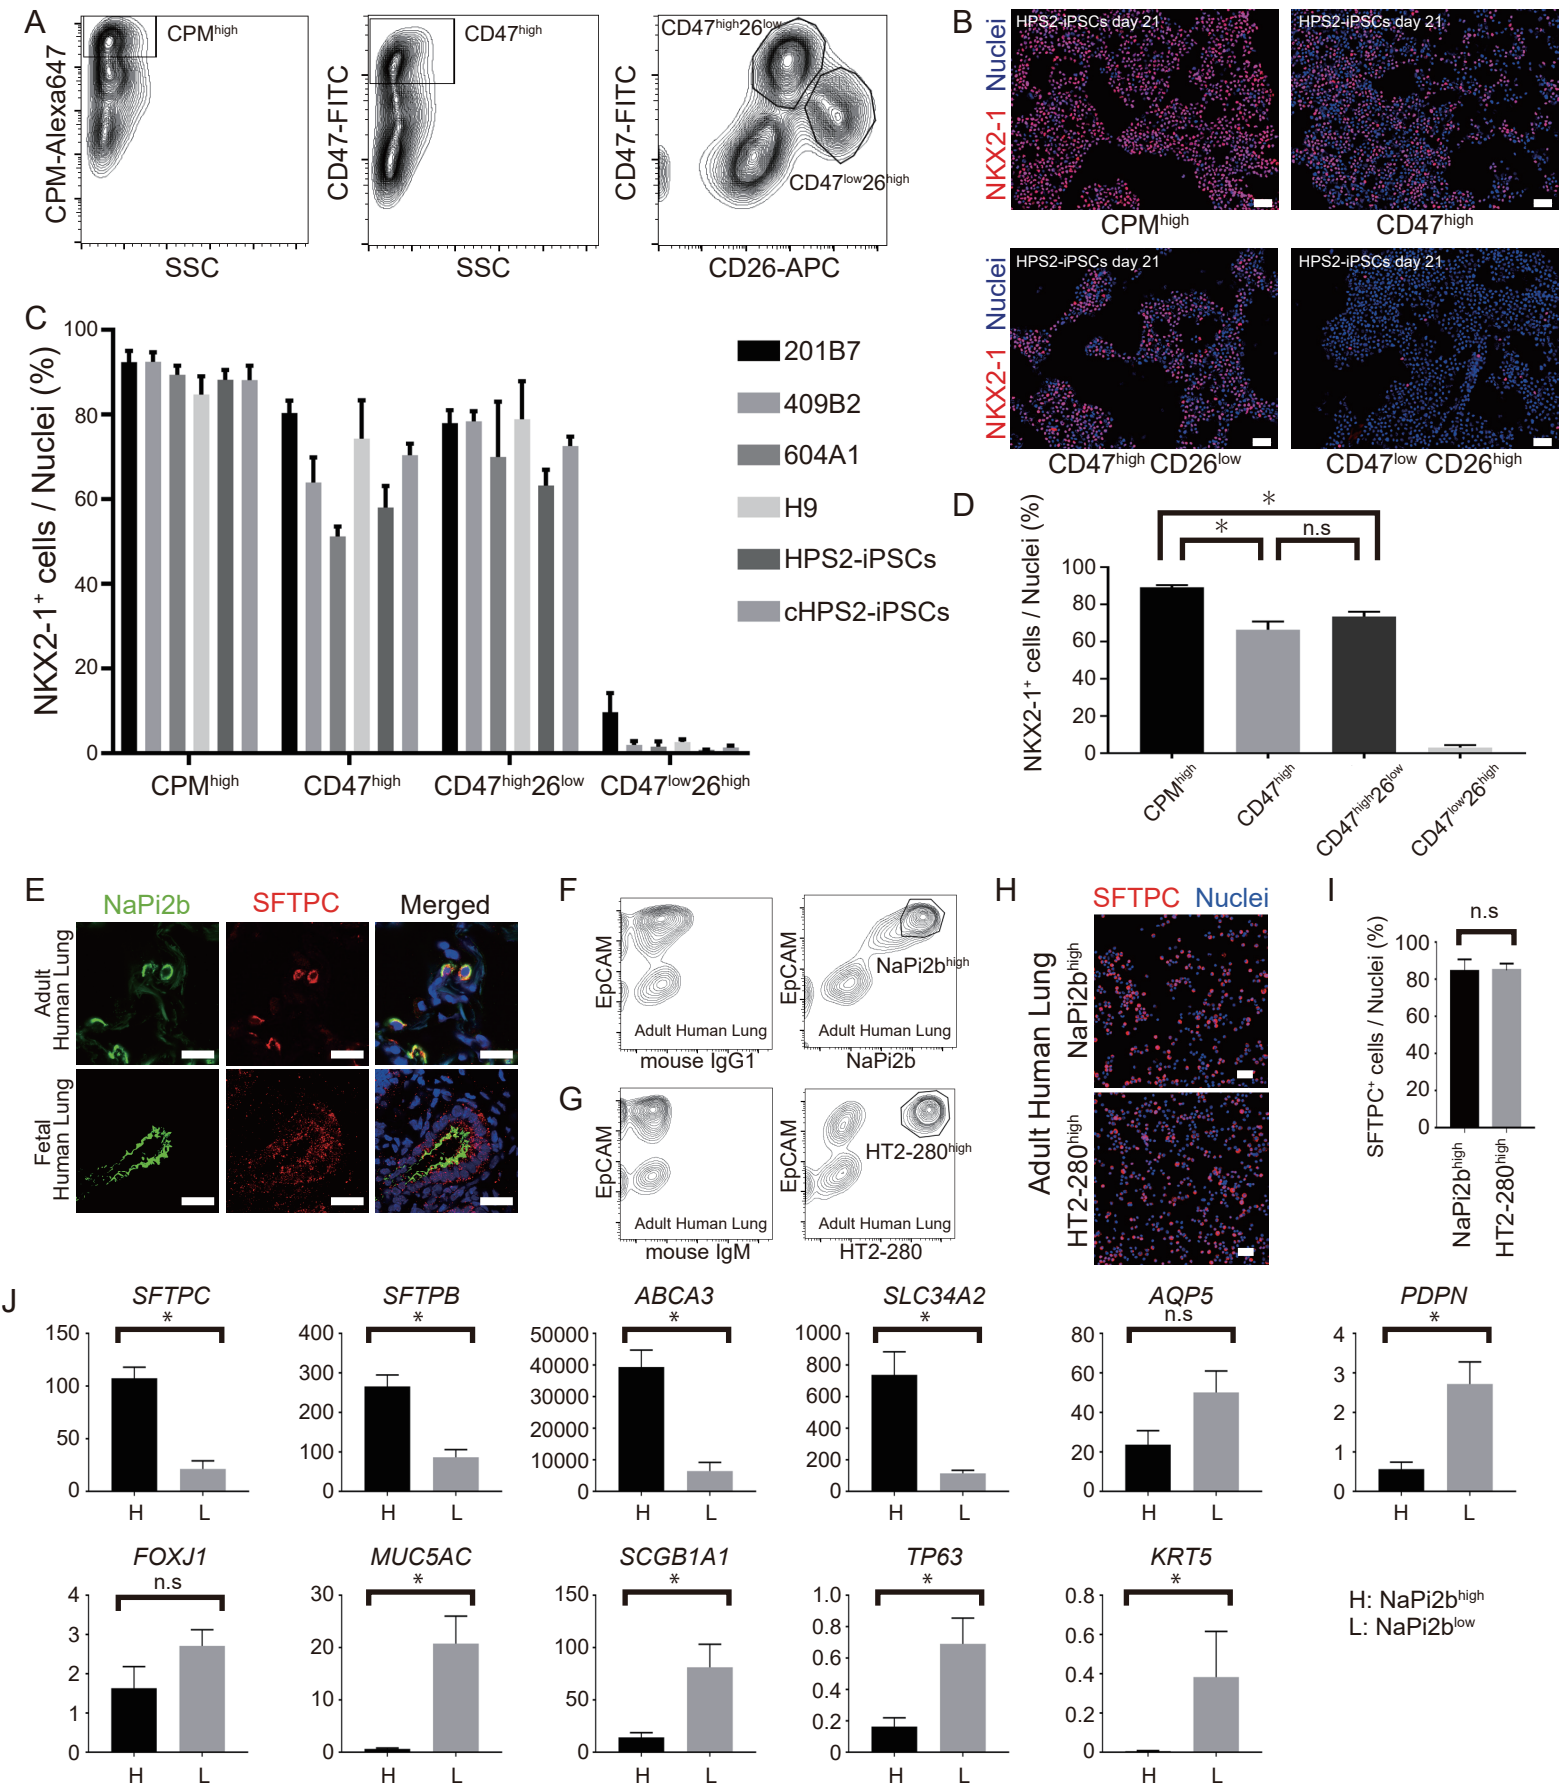 A
CPM-Alexa647
CPMhigh
SSC
CD47-FITC
CD47high
SSC
CD47-FITC
CD47high26low
CD47low26high
CD26-APC
B
NKX2-1 Nuclei
HPS2-iPSCs day 21
CPMhigh
HPS2-iPSCs day 21
CD47high
NKX2-1 Nuclei
HPS2-iPSCs day 21
CD47high CD26low
HPS2-iPSCs day 21
CD47low CD26high
C
NKX2-1+ cells / Nuclei (%)
100
80
60
40
20
0
CPMhigh
CD47high
CD47high26low
CD47low26high
201B7
409B2
604A1
H9
HPS2-iPSCs
cHPS2-iPSCs
D
NKX2-1+ cells / Nuclei (%)
*
*
n.s
100
80
60
40
20
0
CPMhigh
CD47high
CD47high26low
CD47low26high
E
NaPi2b
SFTPC
Merged
Adult
Human Lung
Fetal
Human Lung
F
EpCAM
Adult Human Lung
mouse IgG1
EpCAM
NaPi2bhigh
Adult Human Lung
NaPi2b
G
EpCAM
Adult Human Lung
mouse IgM
EpCAM
HT2-280high
Adult Human Lung
HT2-280
H
SFTPC Nuclei
Adult Human Lung
NaPi2bhigh
HT2-280high
I
n.s
SFTPC+ cells / Nuclei (%)
100
80
60
40
20
0
NaPi2bhigh
HT2-280high
J
SFTPC
*
150
100
50
0
H L
SFTPB
*
400
300
200
100
0
H L
ABCA3
*
50000
40000
30000
20000
10000
0
H L
SLC34A2
*
1000
800
600
400
200
0
H L
AQP5
n.s
80
60
40
20
0
H L
PDPN
*
4
3
2
1
0
H L
FOXJ1
n.s
4
3
2
1
0
H L
MUC5AC
*
30
20
10
0
H L
SCGB1A1
*
150
100
50
0
H L
TP63
*
1.0
0.8
0.6
0.4
0.2
0
H L
KRT5
*
0.8
0.6
0.4
0.2
0
H L
H: NaPi2bhigh
L: NaPi2blow